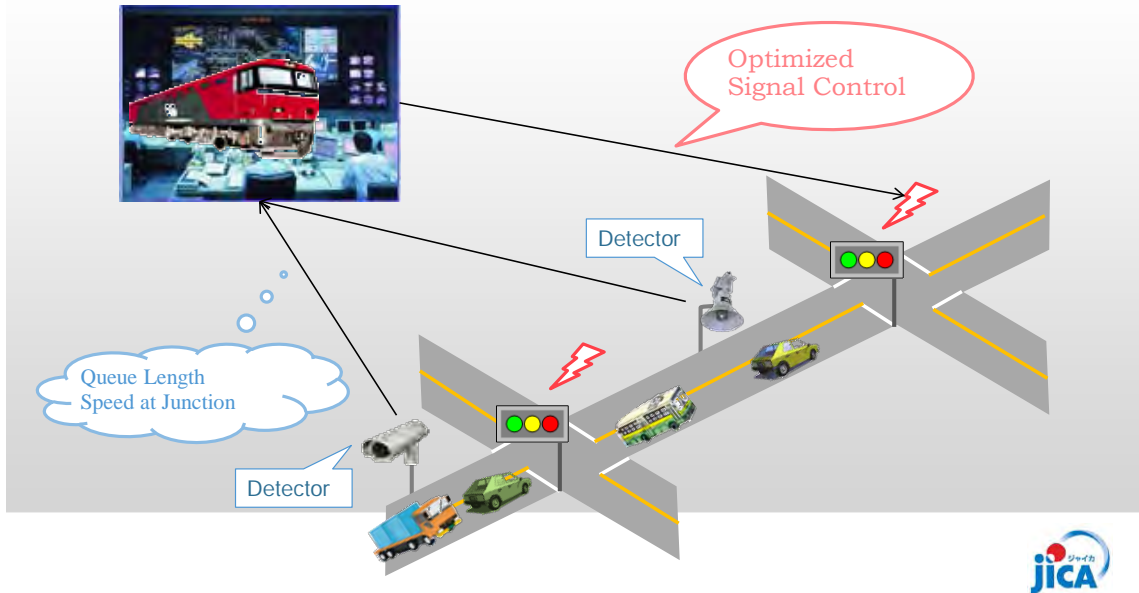 Optimized
Signal Control
Detector
Queue Length
Speed at Junction
Detector
ジャイカ
jICA